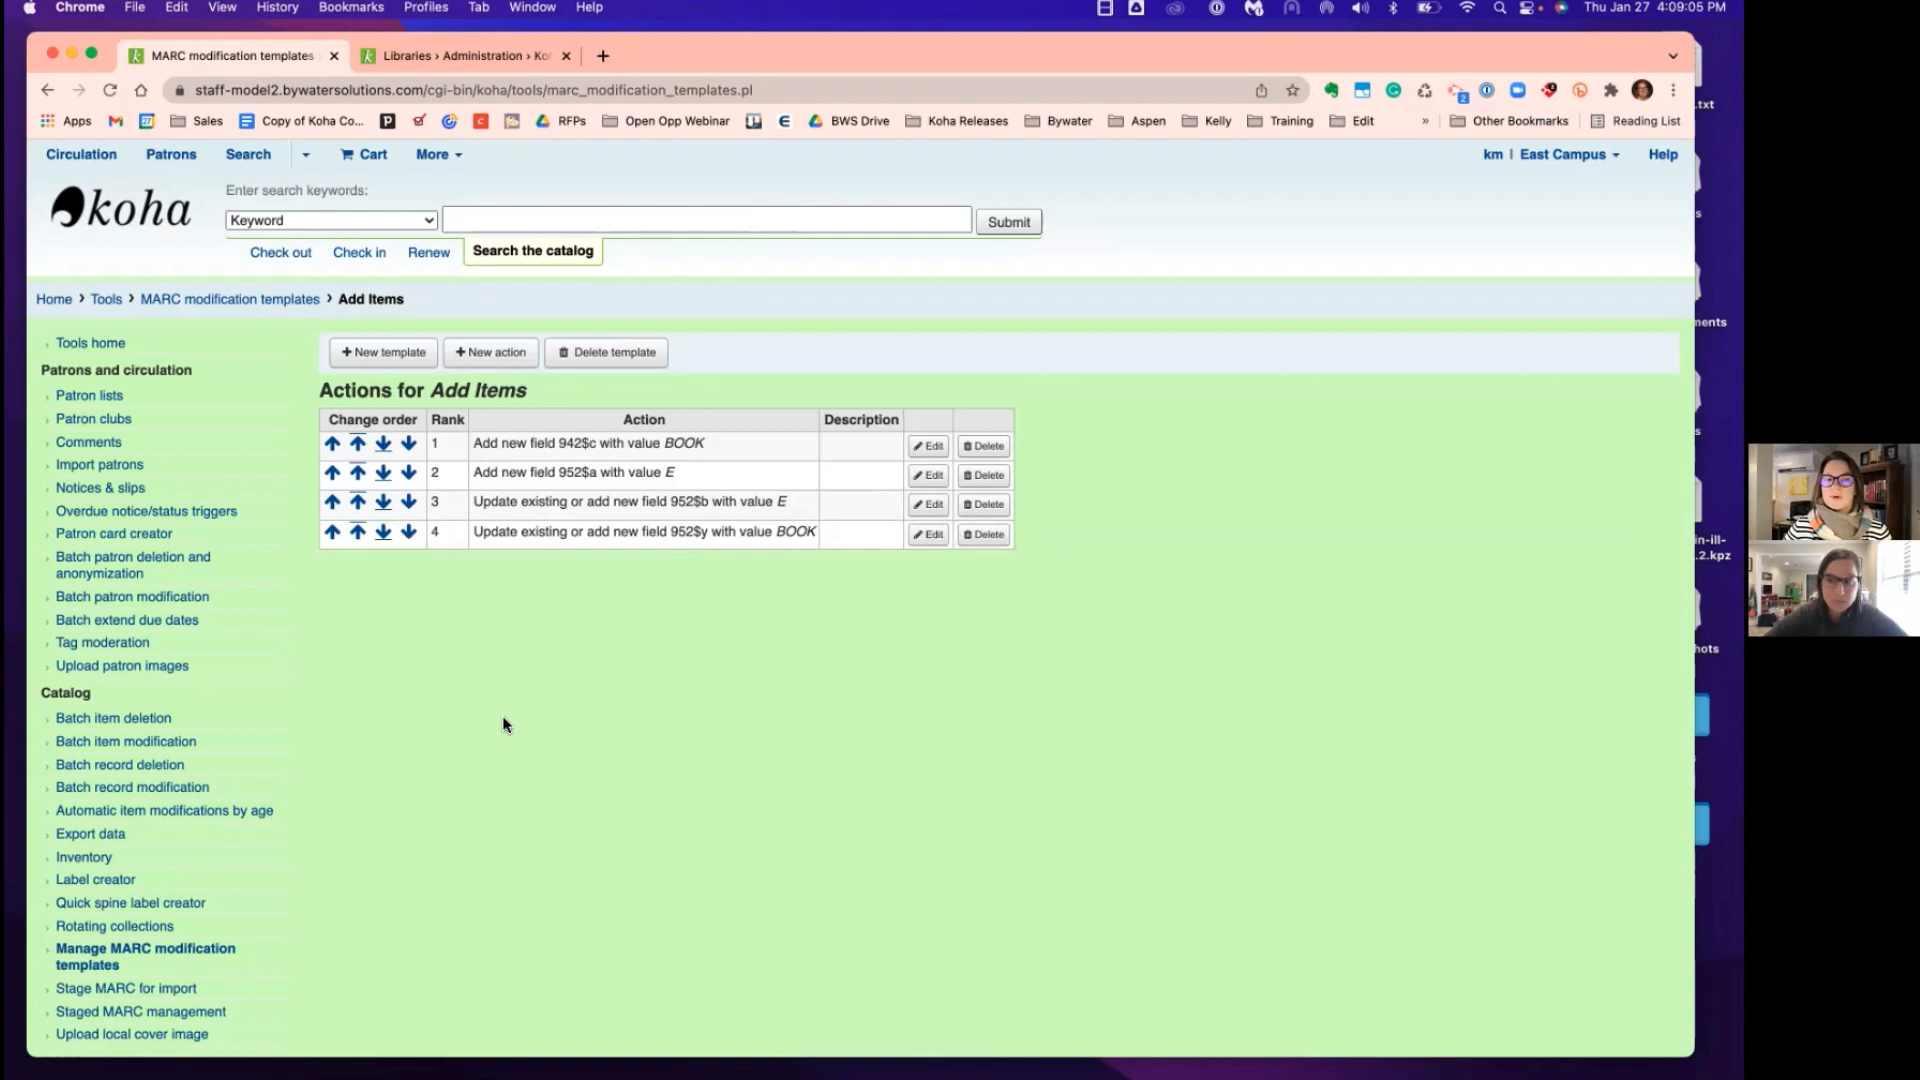 Chrome File Edit View History Bookmarks Profiles Tab Window Help Thu Jan 27 4:09:05 PM
MARC modification templates Libraries › Administration › Ko
staff-model2.bywatersolutions.com/cgi-bin/koha/tools/marc_modification_templates.pl
Apps Sales Copy of Koha Co... RFPs Open Opp Webinar BWS Drive Koha Releases Bywater Aspen Kelly Training Edit » Other Bookmarks Reading List
.txt
Circulation Patrons Search Cart More km | East Campus Help
koha
Enter search keywords:
Keyword Submit
Check out Check in Renew Search the catalog
Home › Tools › MARC modification templates › Add Items
ments
Tools home
Patrons and circulation
Patron lists
Patron clubs
Comments
Import patrons
Notices & slips
Overdue notice/status triggers
Patron card creator
Batch patron deletion and
anonymization
Batch patron modification
Batch extend due dates
Tag moderation
Upload patron images
Catalog
Batch item deletion
Batch item modification
Batch record deletion
Batch record modification
Automatic item modifications by age
Export data
Inventory
Label creator
Quick spine label creator
Rotating collections
Manage MARC modification
templates
Stage MARC for import
Staged MARC management
Upload local cover image
+ New template + New action Delete template
Actions for Add Items
Change order Rank Action Description
1 Add new field 942$c with value BOOK Edit Delete
2 Add new field 952$a with value E Edit Delete
3 Update existing or add new field 952$b with value E Edit Delete
4 Update existing or add new field 952$y with value BOOK Edit Delete
in-ill-
.2.kpz
hots